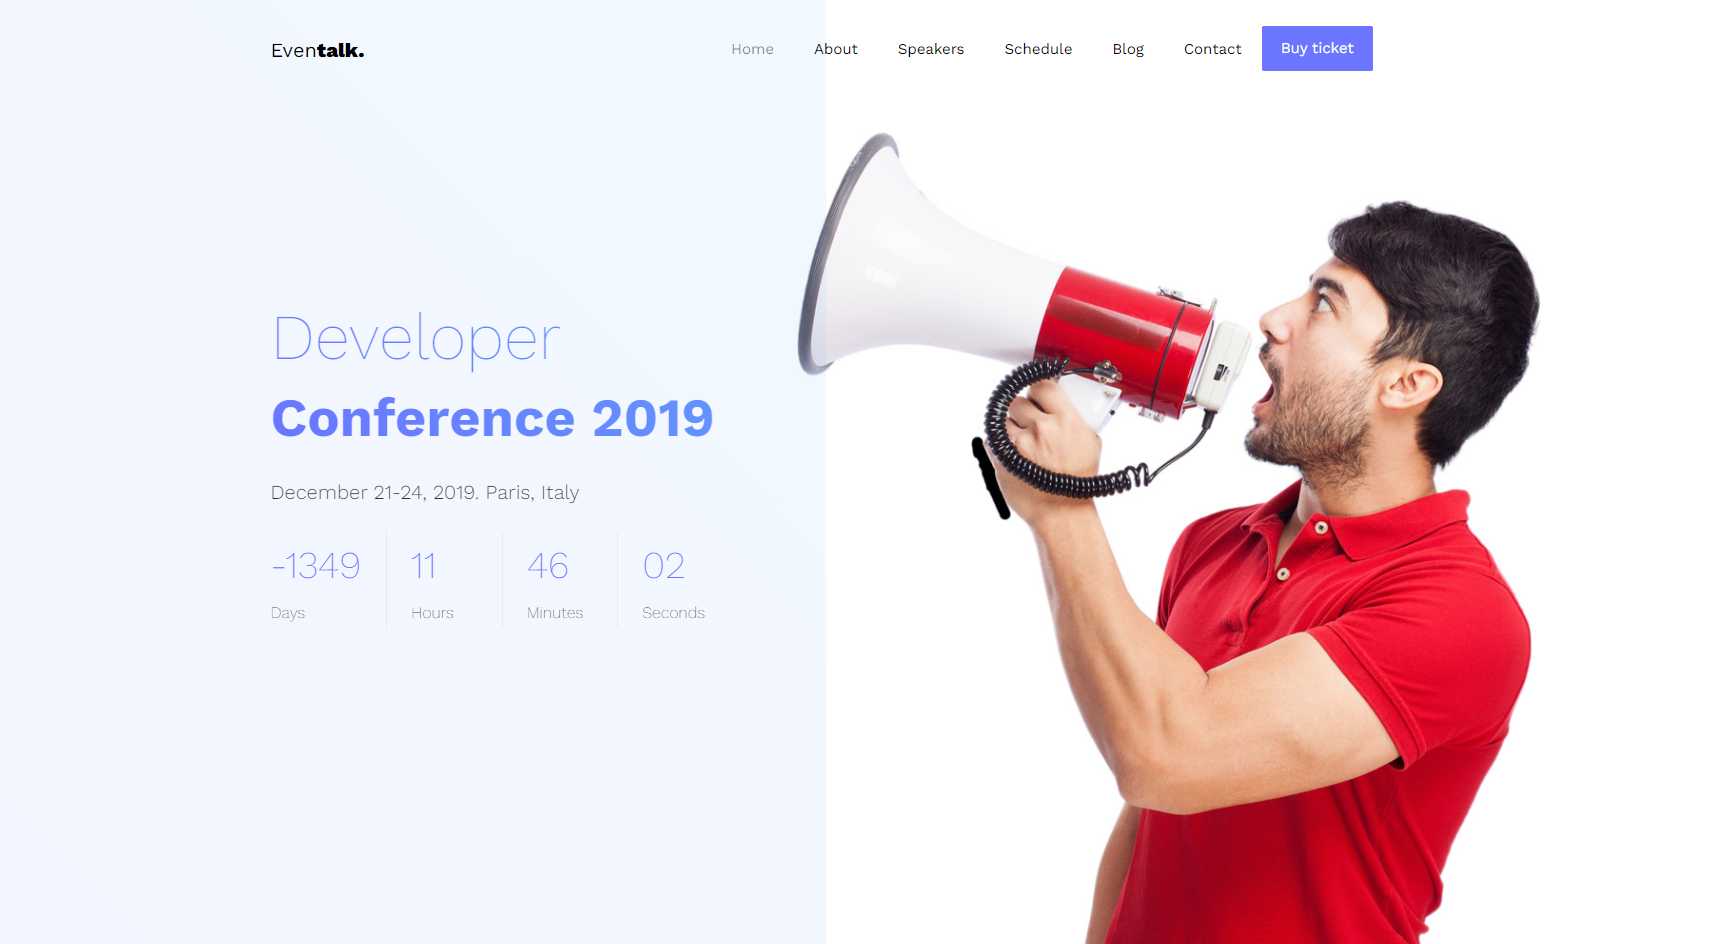 Eventalk.
Home About Speakers Schedule Blog Contact Buy ticket
Developer
Conference 2019
December 21-24, 2019. Paris, Italy
-1349 11 46 02
Days Hours Minutes Seconds